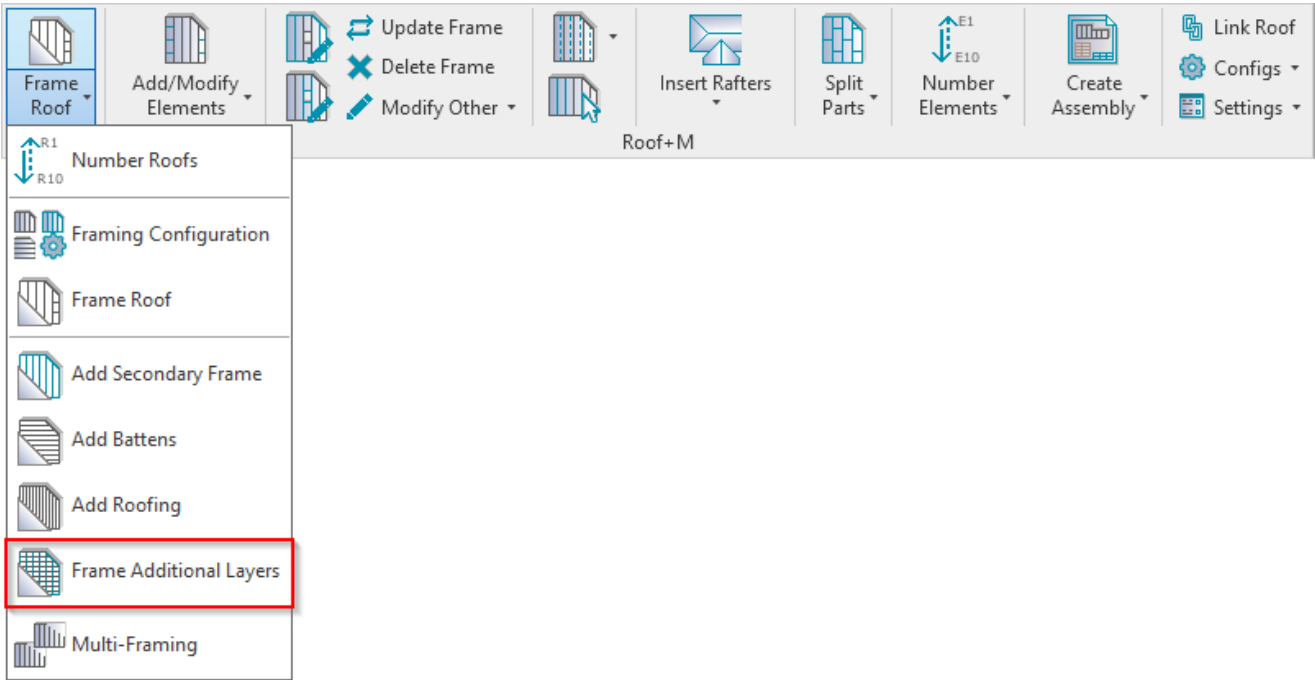 Frame
Roof
Add/Modify
Elements
Update Frame
Delete Frame
Modify Other
Insert Rafters
Split
Parts
E1
E10
Number
Elements
Create
Assembly
Link Roof
Configs
Settings
Roof+M
R1
R10
Number Roofs
Framing Configuration
Frame Roof
Add Secondary Frame
Add Battens
Add Roofing
Frame Additional Layers
Multi-Framing